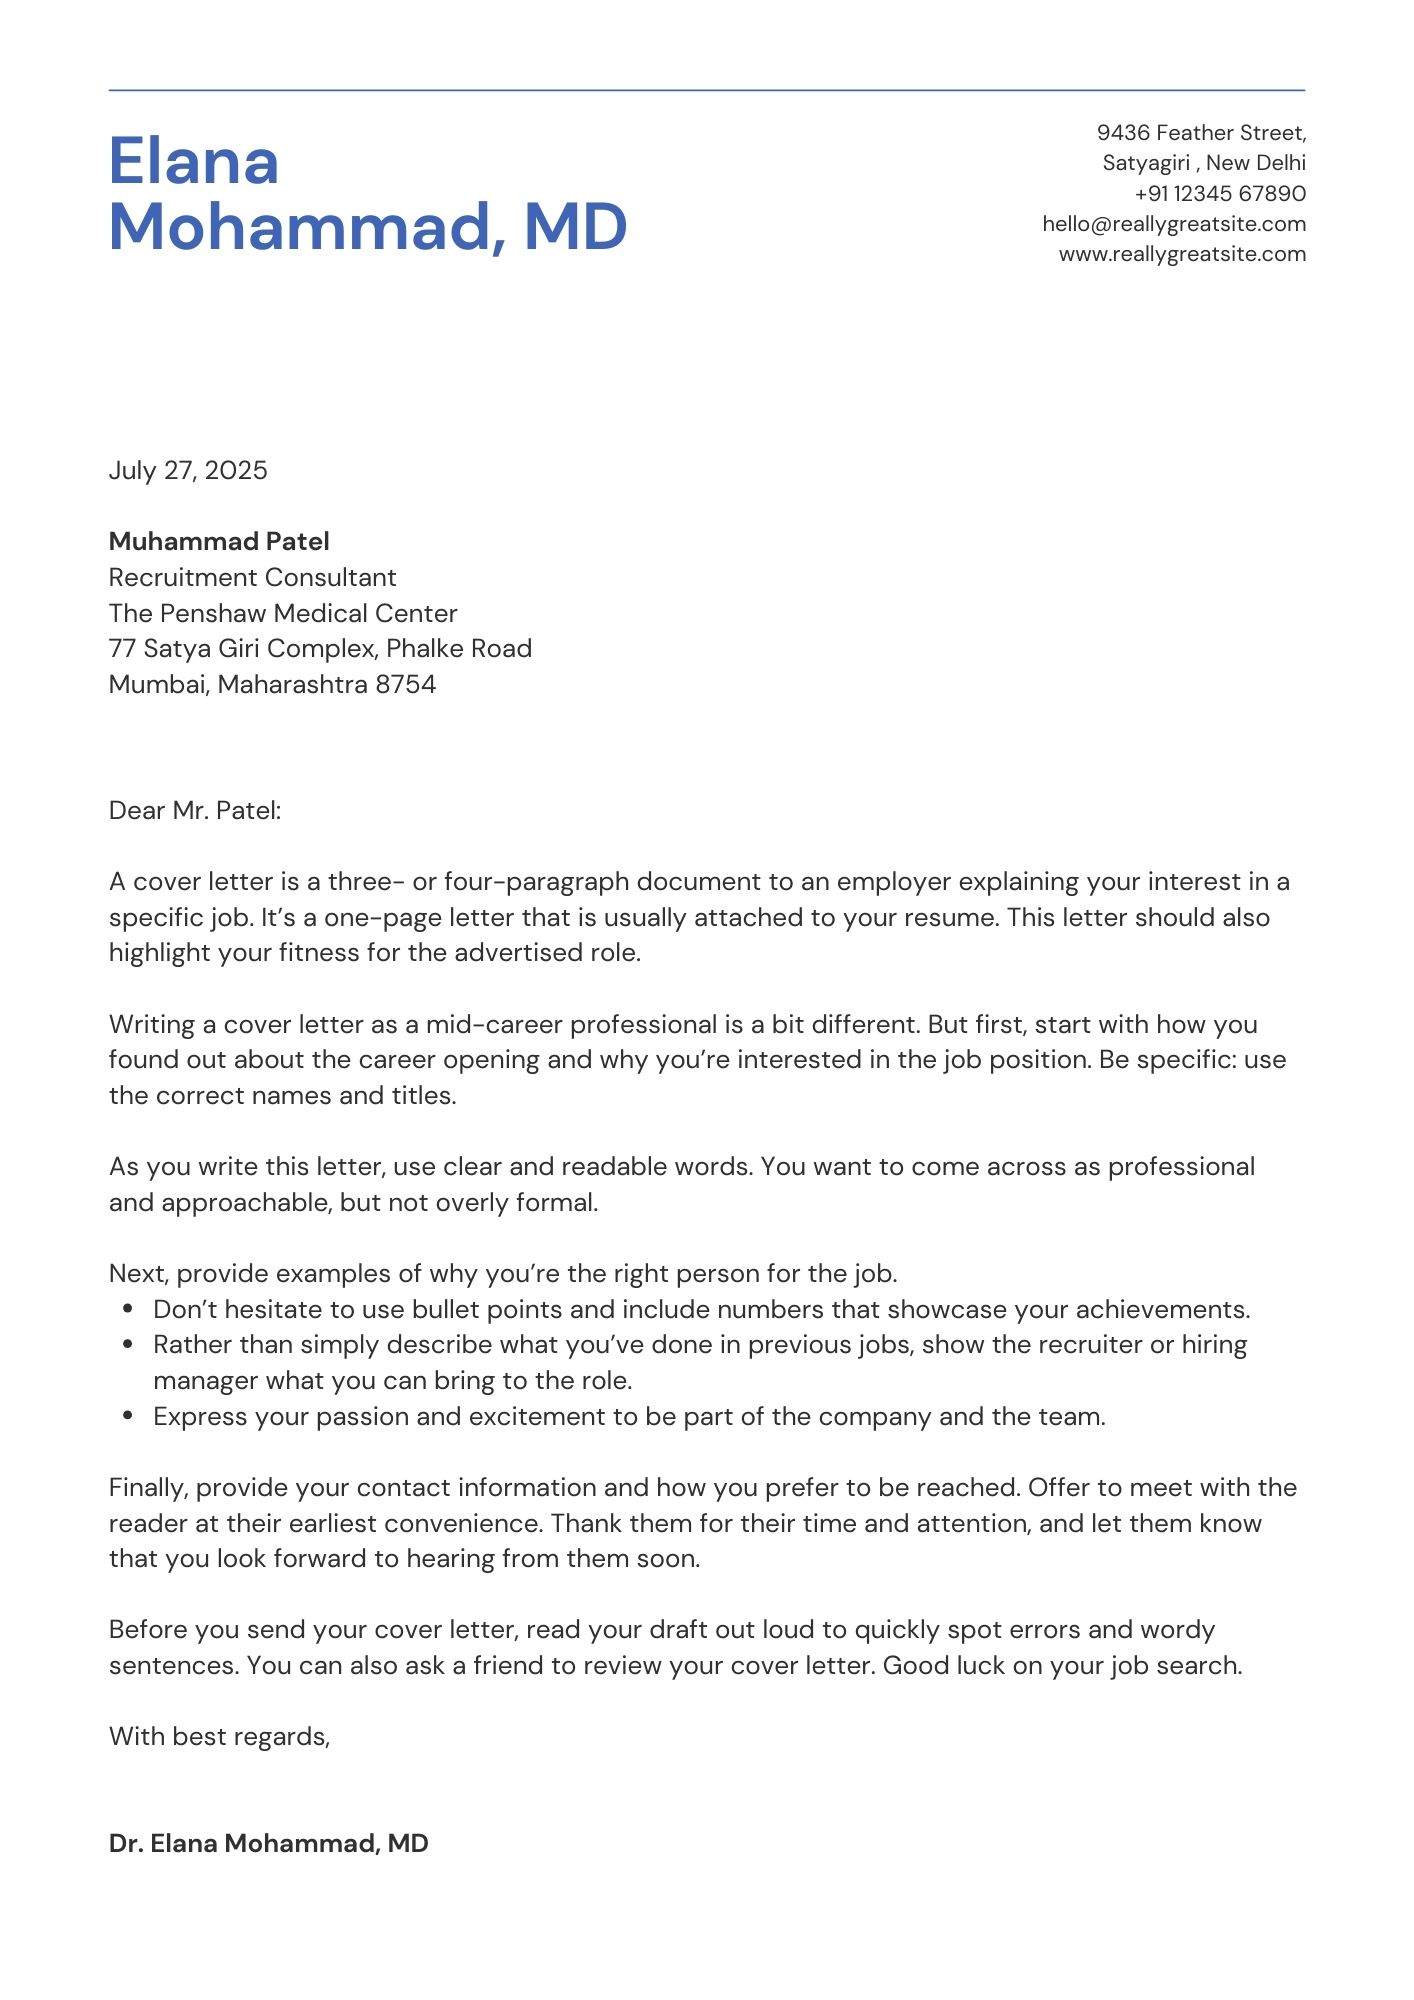 Elana
Mohammad, MD
9436 Feather Street,
Satyagiri , New Delhi
+91 12345 67890
hello@reallygreatsite.com
www.reallygreatsite.com
July 27, 2025
Muhammad Patel
Recruitment Consultant
The Penshaw Medical Center
77 Satya Giri Complex, Phalke Road
Mumbai, Maharashtra 8754
Dear Mr. Patel:
A cover letter is a three- or four-paragraph document to an employer explaining your interest in a
specific job. It’s a one-page letter that is usually attached to your resume. This letter should also
highlight your fitness for the advertised role.
Writing a cover letter as a mid-career professional is a bit different. But first, start with how you
found out about the career opening and why you’re interested in the job position. Be specific: use
the correct names and titles.
As you write this letter, use clear and readable words. You want to come across as professional
and approachable, but not overly formal.
Next, provide examples of why you’re the right person for the job.
• Don’t hesitate to use bullet points and include numbers that showcase your achievements.
• Rather than simply describe what you’ve done in previous jobs, show the recruiter or hiring
manager what you can bring to the role.
• Express your passion and excitement to be part of the company and the team.
Finally, provide your contact information and how you prefer to be reached. Offer to meet with the
reader at their earliest convenience. Thank them for their time and attention, and let them know
that you look forward to hearing from them soon.
Before you send your cover letter, read your draft out loud to quickly spot errors and wordy
sentences. You can also ask a friend to review your cover letter. Good luck on your job search.
With best regards,
Dr. Elana Mohammad, MD